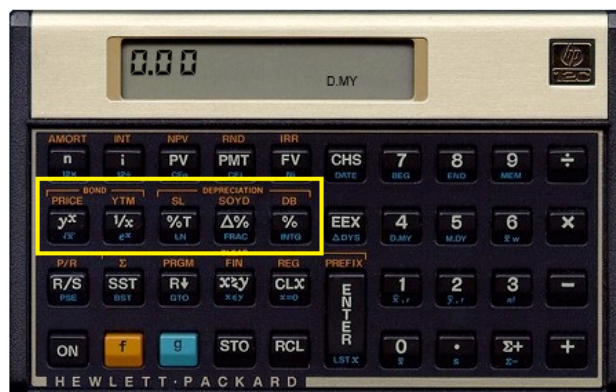 0.00
D.MY
hp
12C
AMORT INT NPV RND IRR
n i PV PMT FV CHS 7 8 9 ÷
12× 12÷ CFo CFj Nj DATE BEG END MEM
BOND DEPRECIATION
PRICE YTM SL SOYD DB
yx 1/x %T Δ% % EEX 4 5 6 ×
√x ex LN FRAC INTG ΔDYS D.MY M.DY x̄w
CLEAR
P/R Σ PRGM FIN REG PREFIX
R/S SST R↓ x≷y CLX ENTER 1 2 3 −
PSE BST GTO x≤y x=0 x̂,r ŷ,r n!
ON f g STO RCL 0 · Σ+ +
LSTX x̄ s Σ−
HEWLETT·PACKARD